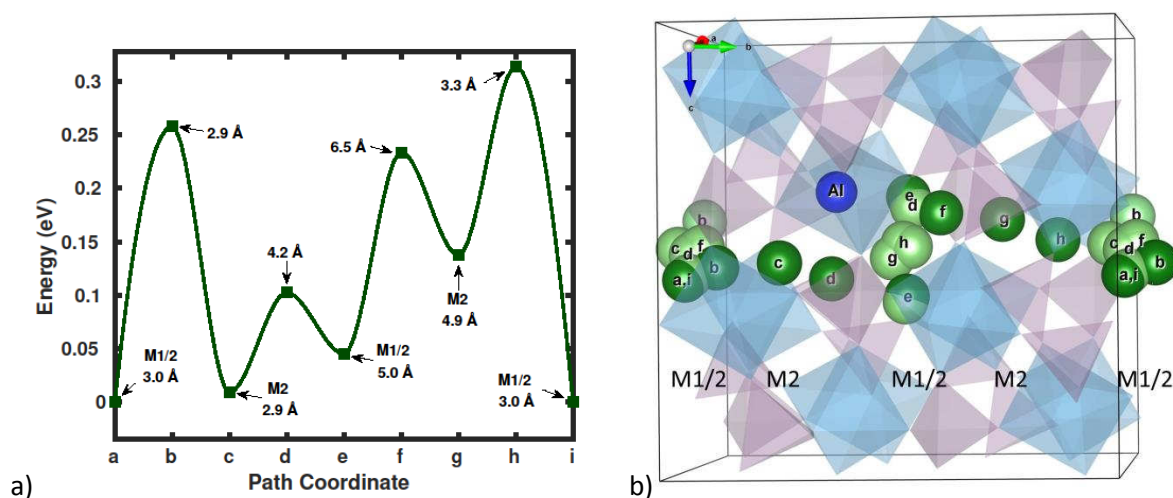 0.3
0.25
0.2
0.15
0.1
0.05
0
Energy (eV)
2.9 Å
4.2 Å
6.5 Å
3.3 Å
M1/2
3.0 Å
M2
2.9 Å
M1/2
5.0 Å
M2
4.9 Å
M1/2
3.0 Å
a b c d e f g h i
Path Coordinate
a)
a
b
c
Al
e
d
f
g
h
h
g
e
c
d
b
c
f
d
b
a,i
b
c
f
d
b
a,i
M1/2 M2 M1/2 M2 M1/2
b)